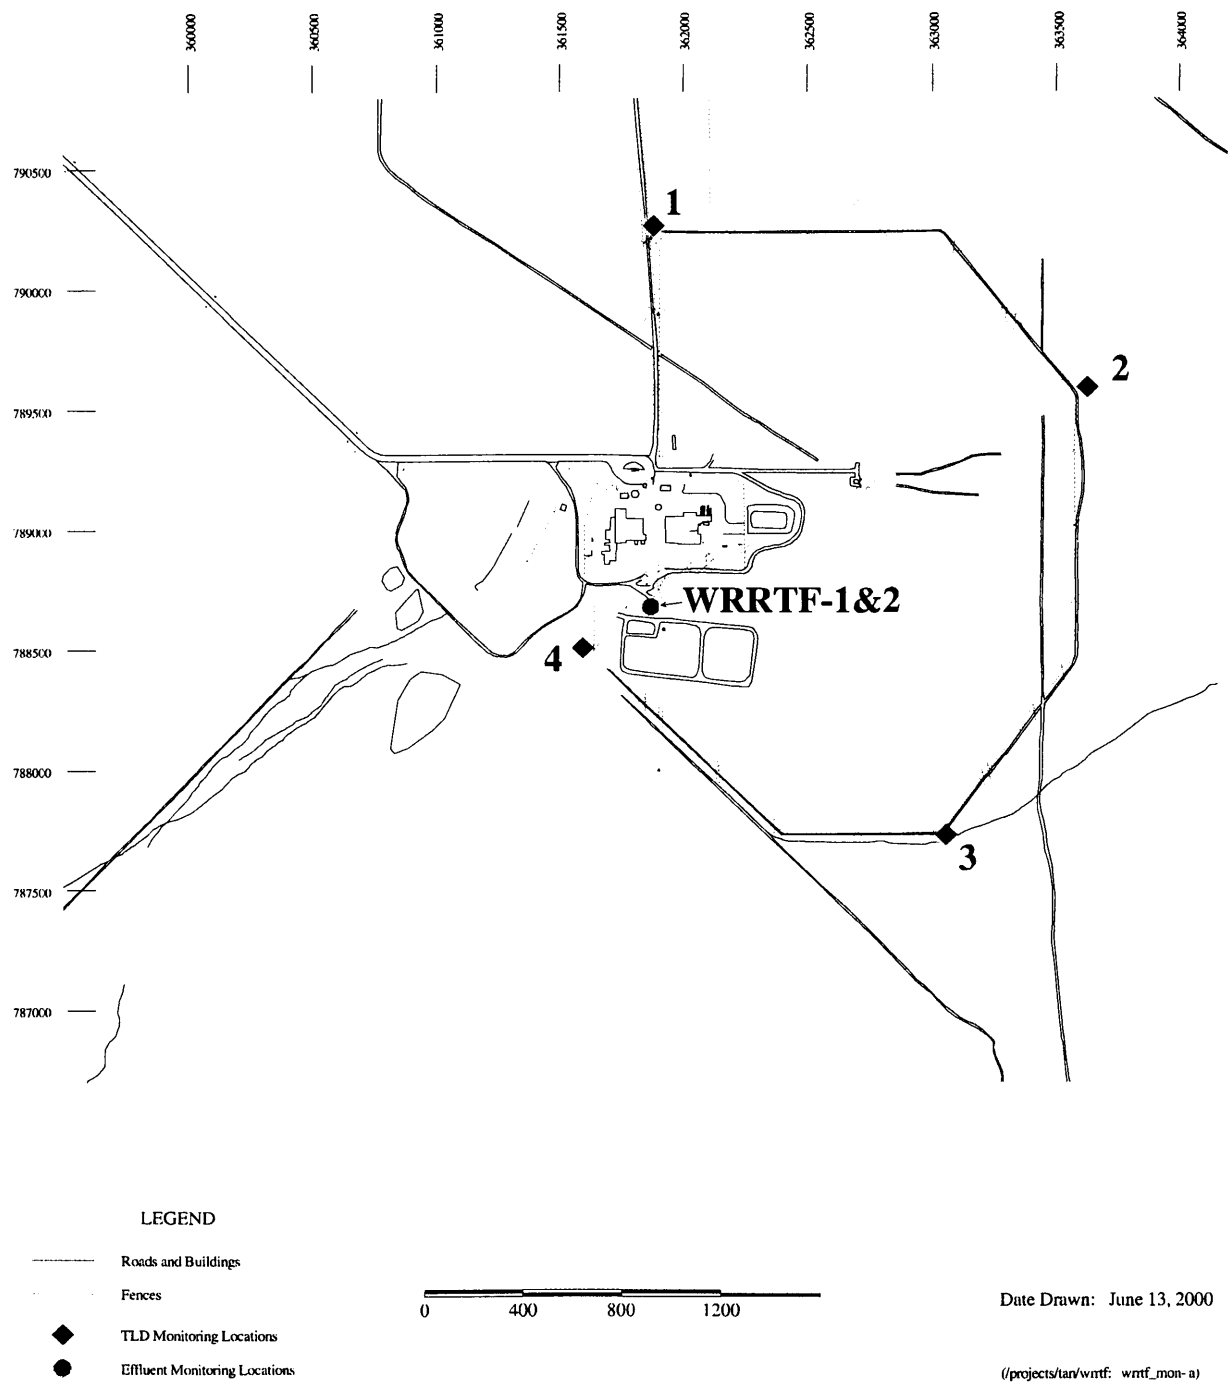 360000
360500
361000
361500
362000
362500
363000
363500
364000
790500
790000
789500
789000
788500
788000
787500
787000
1
2
WRRTF-1&2
4
3
LEGEND
Roads and Buildings
Fences
TLD Monitoring Locations
Effluent Monitoring Locations
0 400 800 1200
Date Drawn: June 13, 2000
(/projects/tan/wrrtf: wrrtf_mon- a)